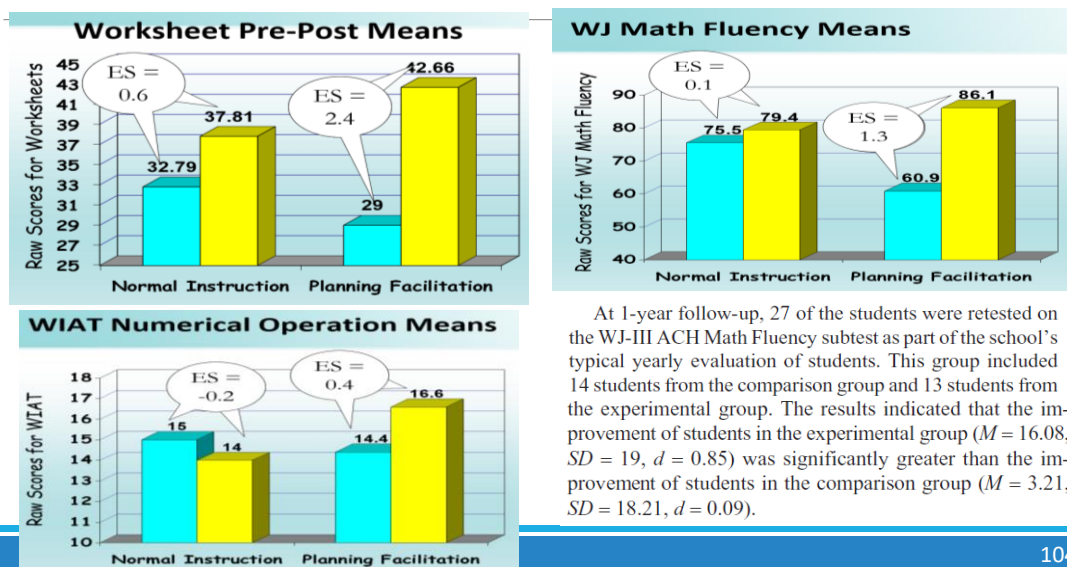 Worksheet Pre-Post Means
Raw Scores for Worksheets
45
43
41
39
37
35
33
31
29
27
25
ES =
0.6
32.79
37.81
ES =
2.4
29
42.66
Normal Instruction
Planning Facilitation
WJ Math Fluency Means
Raw Scores for WJ Math Fluency
90
80
70
60
50
40
ES =
0.1
75.5
79.4
ES =
1.3
60.9
86.1
Normal Instruction
Planning Facilitation
WIAT Numerical Operation Means
Raw Scores for WIAT
18
17
16
15
14
13
12
11
10
ES =
-0.2
15
14
ES =
0.4
14.4
16.6
Normal Instruction
Planning Facilitation
At 1-year follow-up, 27 of the students were retested on
the WJ-III ACH Math Fluency subtest as part of the school's
typical yearly evaluation of students. This group included
14 students from the comparison group and 13 students from
the experimental group. The results indicated that the im-
provement of students in the experimental group (M = 16.08,
SD = 19, d = 0.85) was significantly greater than the im-
provement of students in the comparison group (M = 3.21,
SD = 18.21, d = 0.09).
104